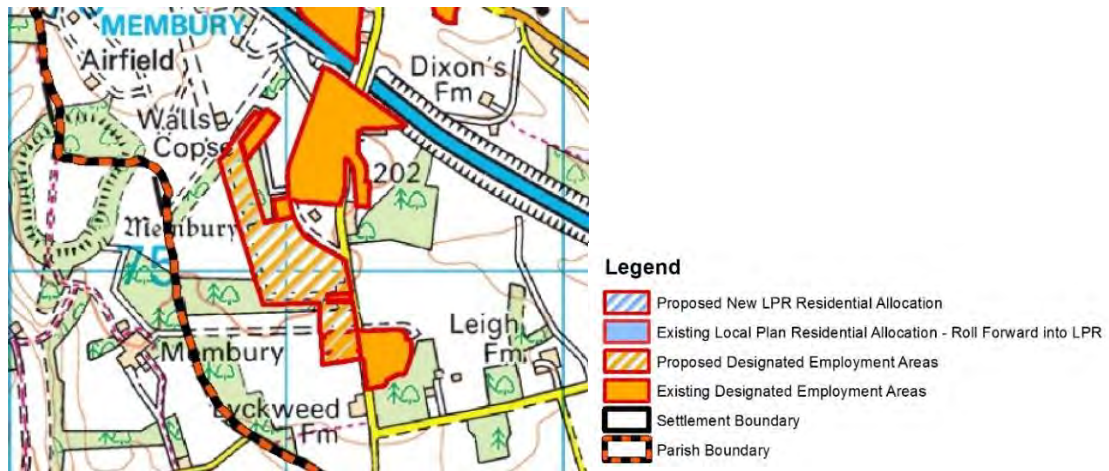 MEMBURY
Airfield
Dixon's
Fm
Walls
Copse
202
Membury
75
Membury
Leigh
Fm
Lyckweed
Fm
Legend
Proposed New LPR Residential Allocation
Existing Local Plan Residential Allocation - Roll Forward into LPR
Proposed Designated Employment Areas
Existing Designated Employment Areas
Settlement Boundary
Parish Boundary